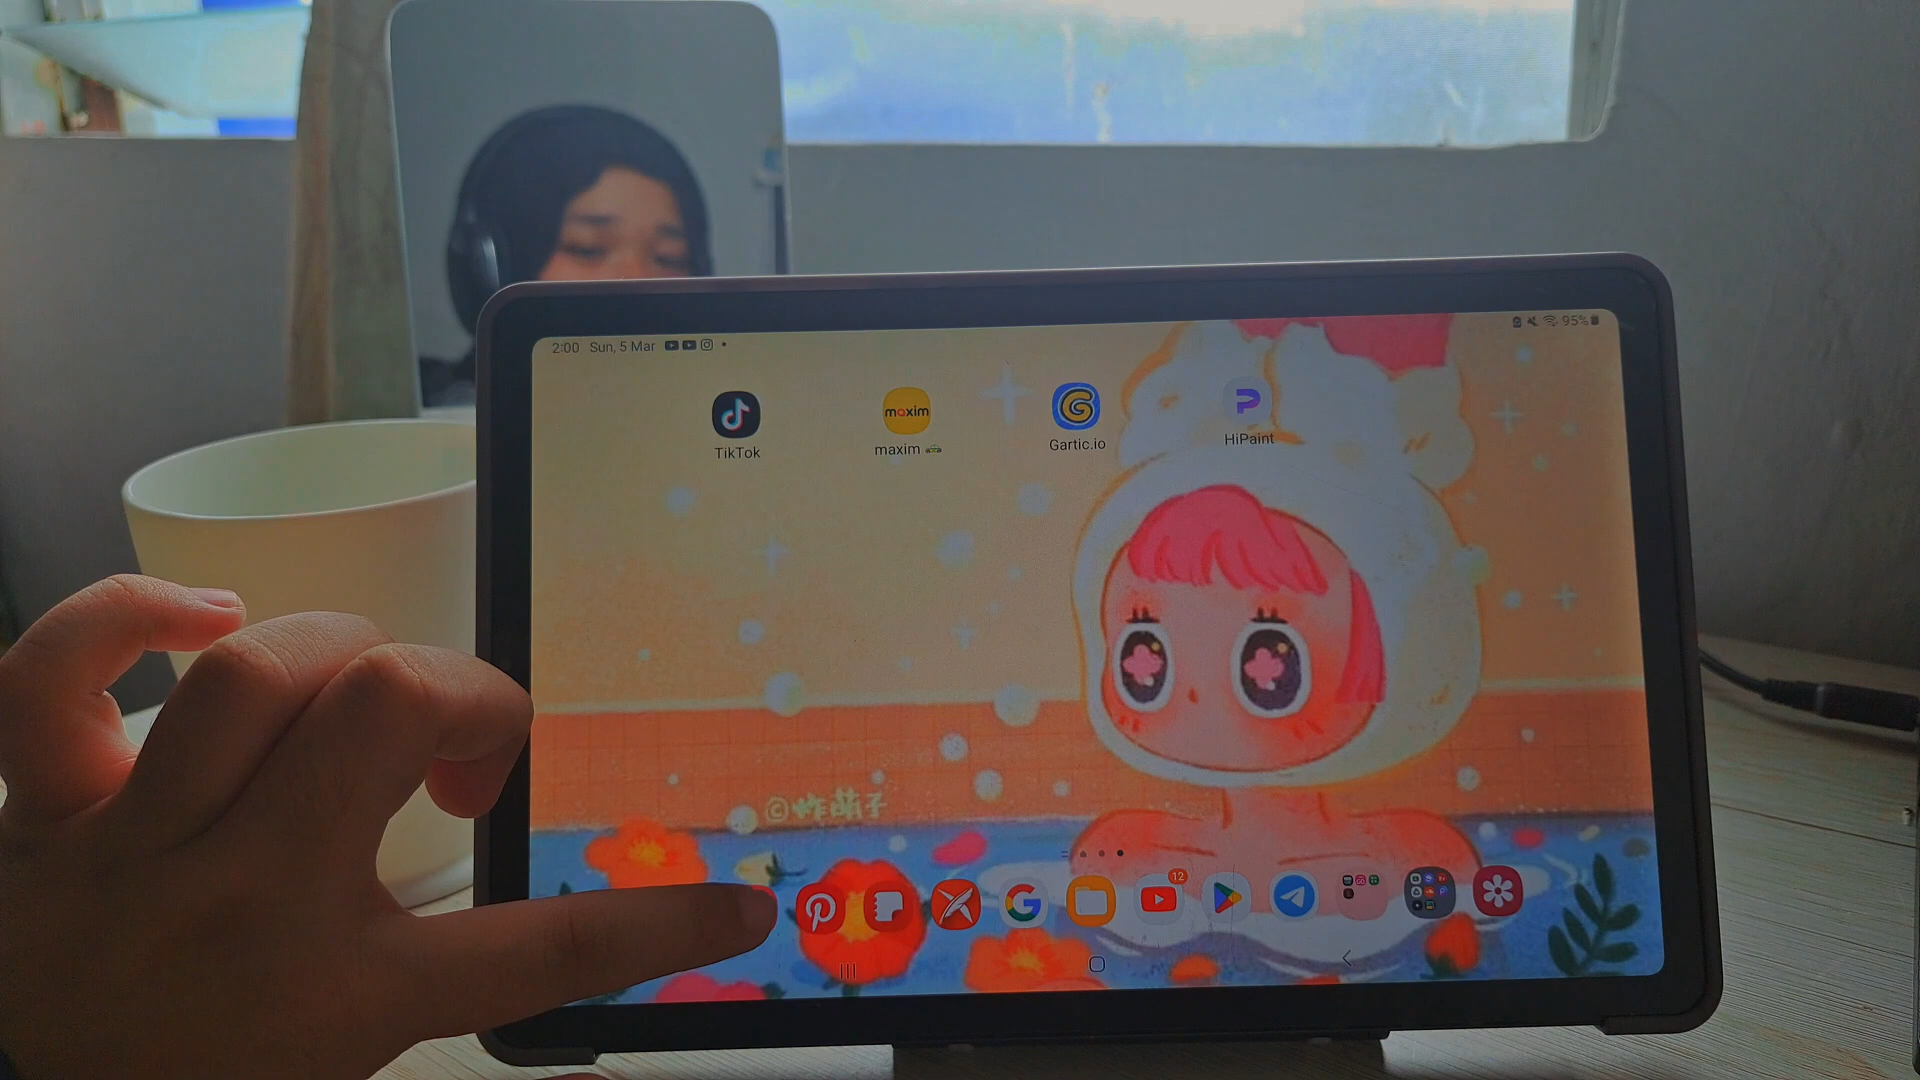 2:00 Sun, 5 Mar
95%
maxim
TikTok
maxim
Gartic.io
HiPaint
©炸萌子
12